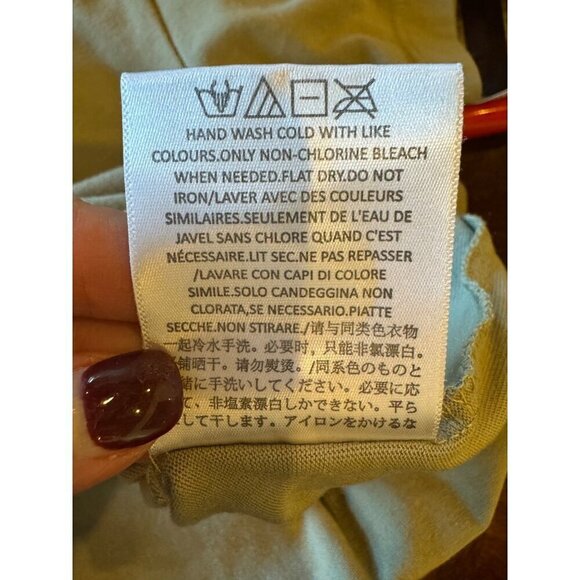 HAND WASH COLD WITH LIKE
COLOURS.ONLY NON-CHLORINE BLEACH
WHEN NEEDED.FLAT DRY.DO NOT
IRON/LAVER AVEC DES COULEURS
SIMILAIRES.SEULEMENT DE L'EAU DE
JAVEL SANS CHLORE QUAND C'EST
NÉCESSAIRE.LIT SEC.NE PAS REPASSER
/LAVARE CON CAPI DI COLORE
SIMILE.SOLO CANDEGGINA NON
CLORATA,SE NECESSARIO.PIATTE
SECCHE.NON STIRARE./请与同类色衣物
一起冷水手洗。必要时，只能非氯漂白。
铺晒干。请勿熨烫。/同系色のものと
緒に手洗いしてください。必要に応
て、非塩素漂白しかできない。平ら
して干します。アイロンをかけるな